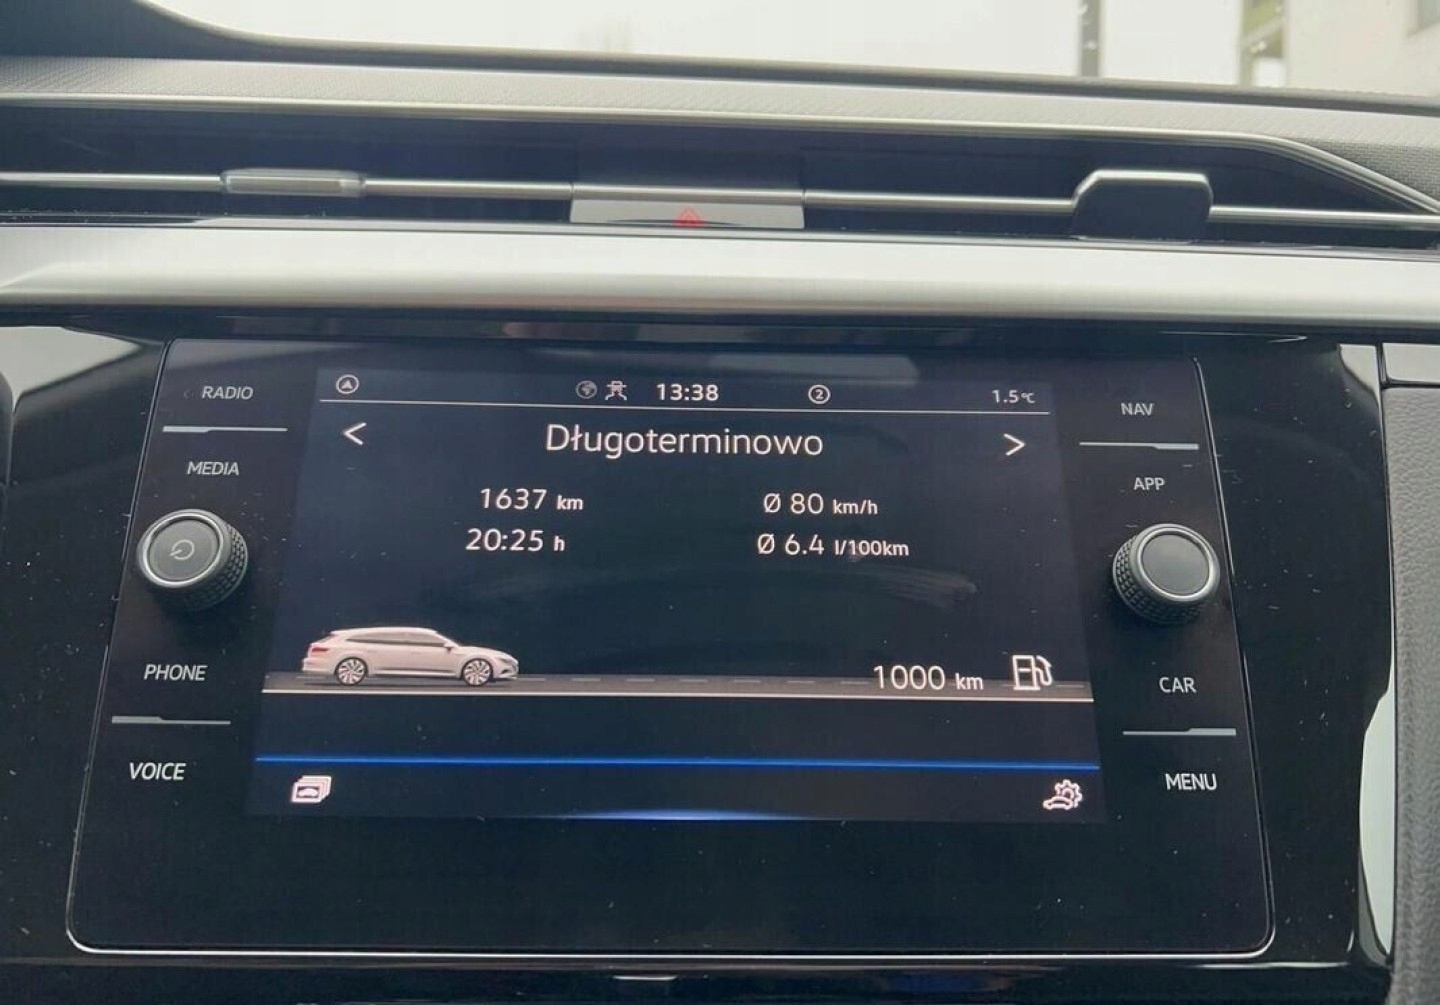 RADIO
MEDIA
PHONE
VOICE
13:38
2
1.5°C
< Długoterminowo >
1637 km
Ø 80 km/h
20:25 h
Ø 6.4 l/100km
1000 km
NAV
APP
CAR
MENU